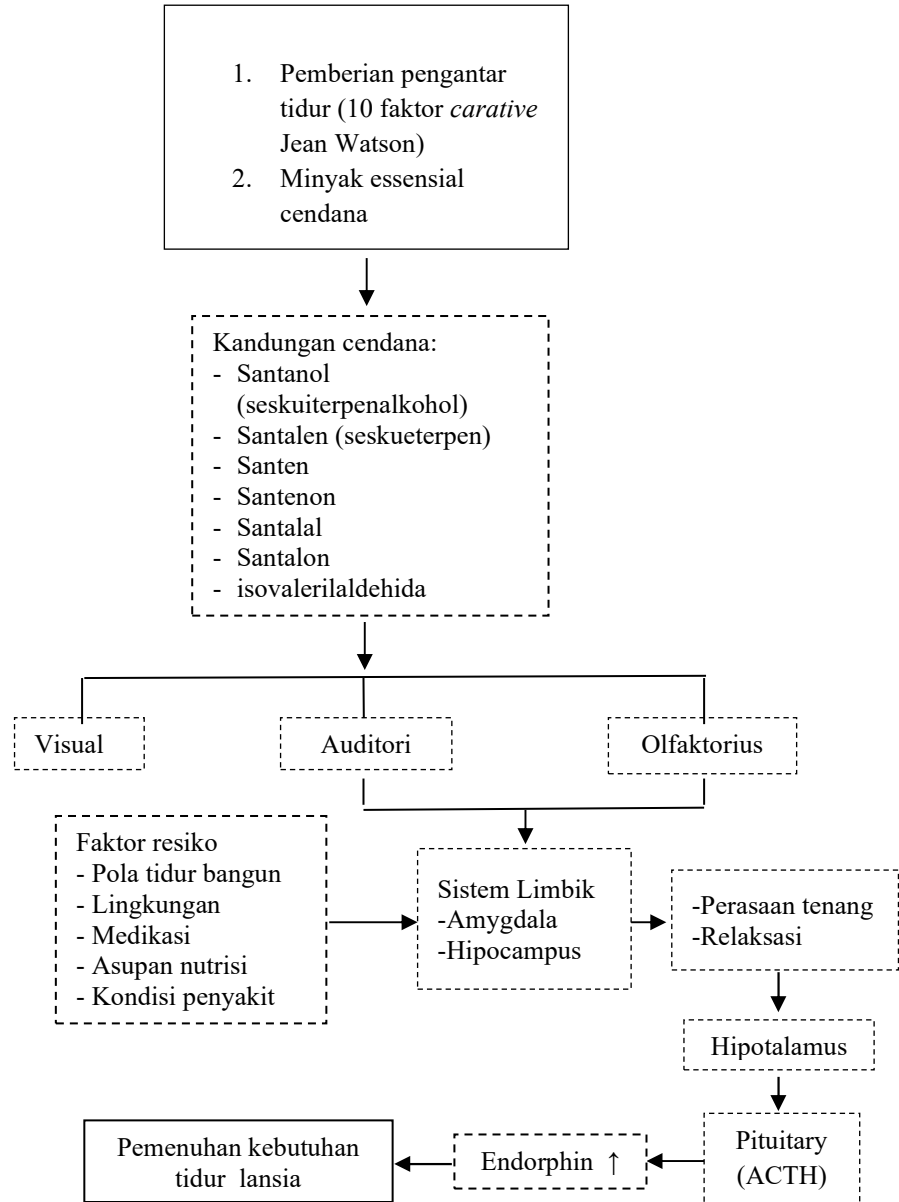 1. Pemberian pengantar
tidur (10 faktor carative
Jean Watson)
2. Minyak essensial
cendana
Kandungan cendana:
- Santanol
(seskuiterpenalkohol)
- Santalen (seskueterpen)
- Santen
- Santenon
- Santalal
- Santalon
- isovalerilaldehida
Visual
Auditori
Olfaktorius
Faktor resiko
- Pola tidur bangun
- Lingkungan
- Medikasi
- Asupan nutrisi
- Kondisi penyakit
Sistem Limbik
-Amygdala
-Hipocampus
-Perasaan tenang
-Relaksasi
Hipotalamus
Pituitary
(ACTH)
Endorphin ↑
Pemenuhan kebutuhan
tidur lansia